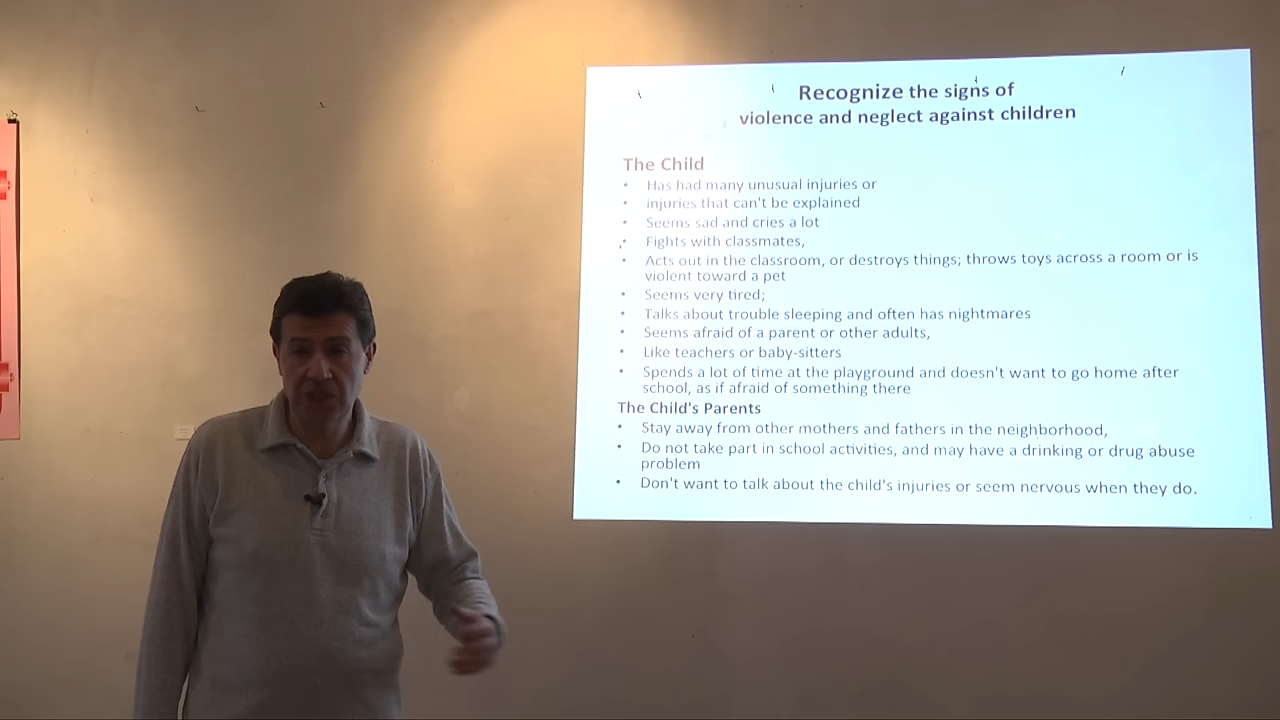 Recognize the signs of
violence and neglect against children
The Child
• Has had many unusual injuries or
• injuries that can't be explained
• Seems sad and cries a lot
• Fights with classmates,
• Acts out in the classroom, or destroys things; throws toys across a room or is
violent toward a pet
• Seems very tired;
• Talks about trouble sleeping and often has nightmares
• Seems afraid of a parent or other adults,
• Like teachers or baby-sitters
• Spends a lot of time at the playground and doesn't want to go home after
school, as if afraid of something there
The Child's Parents
• Stay away from other mothers and fathers in the neighborhood,
• Do not take part in school activities, and may have a drinking or drug abuse
problem
• Don't want to talk about the child's injuries or seem nervous when they do.